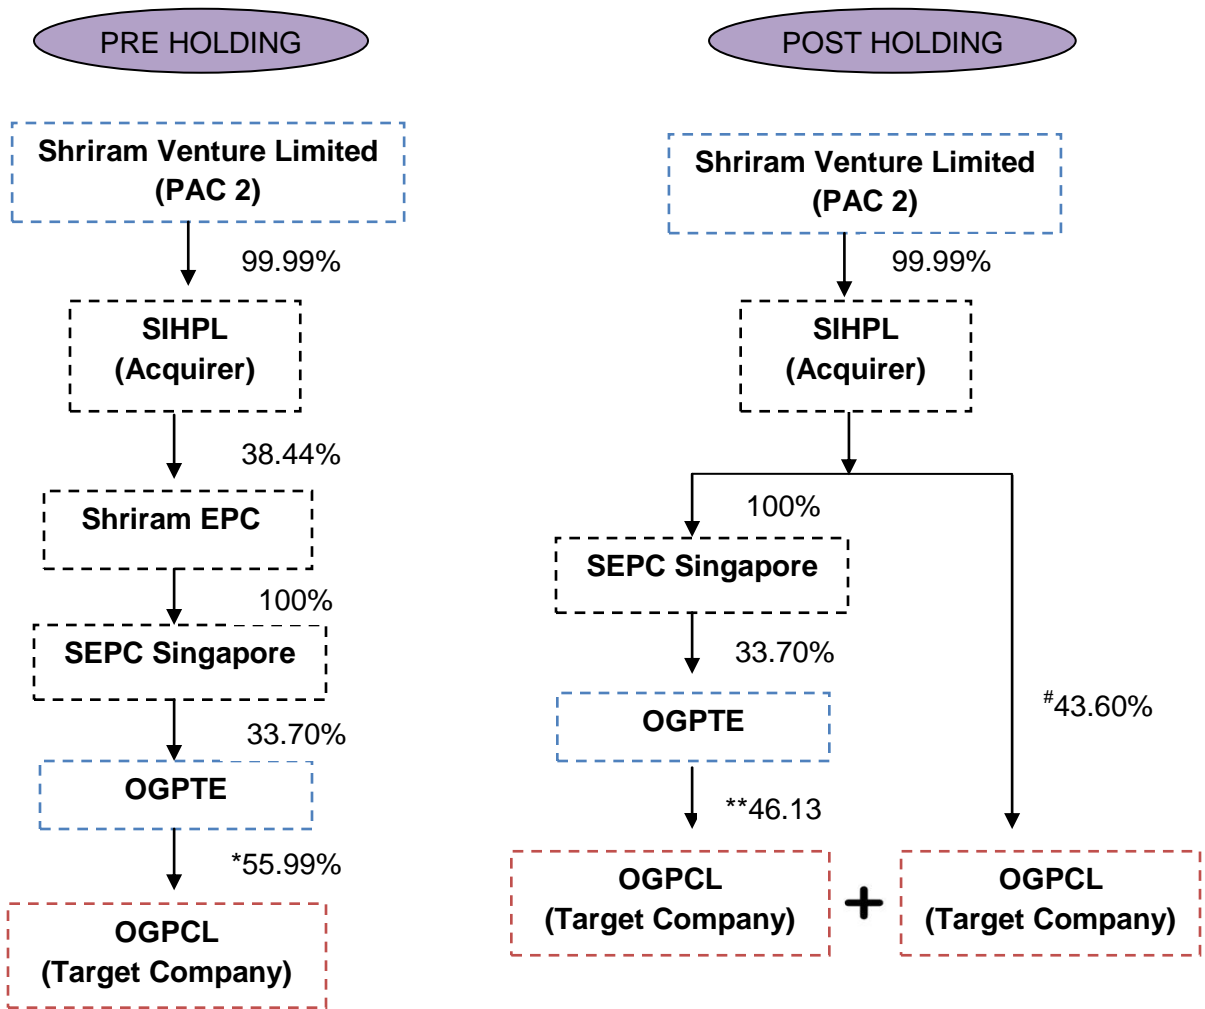 PRE HOLDING
Shriram Venture Limited
(PAC 2)
99.99%
SIHPL
(Acquirer)
38.44%
Shriram EPC
100%
SEPC Singapore
33.70%
OGPTE
*55.99%
OGPCL
(Target Company)
POST HOLDING
Shriram Venture Limited
(PAC 2)
99.99%
SIHPL
(Acquirer)
100%
SEPC Singapore
33.70%
OGPTE
#43.60%
**46.13
OGPCL
(Target Company)
+
OGPCL
(Target Company)